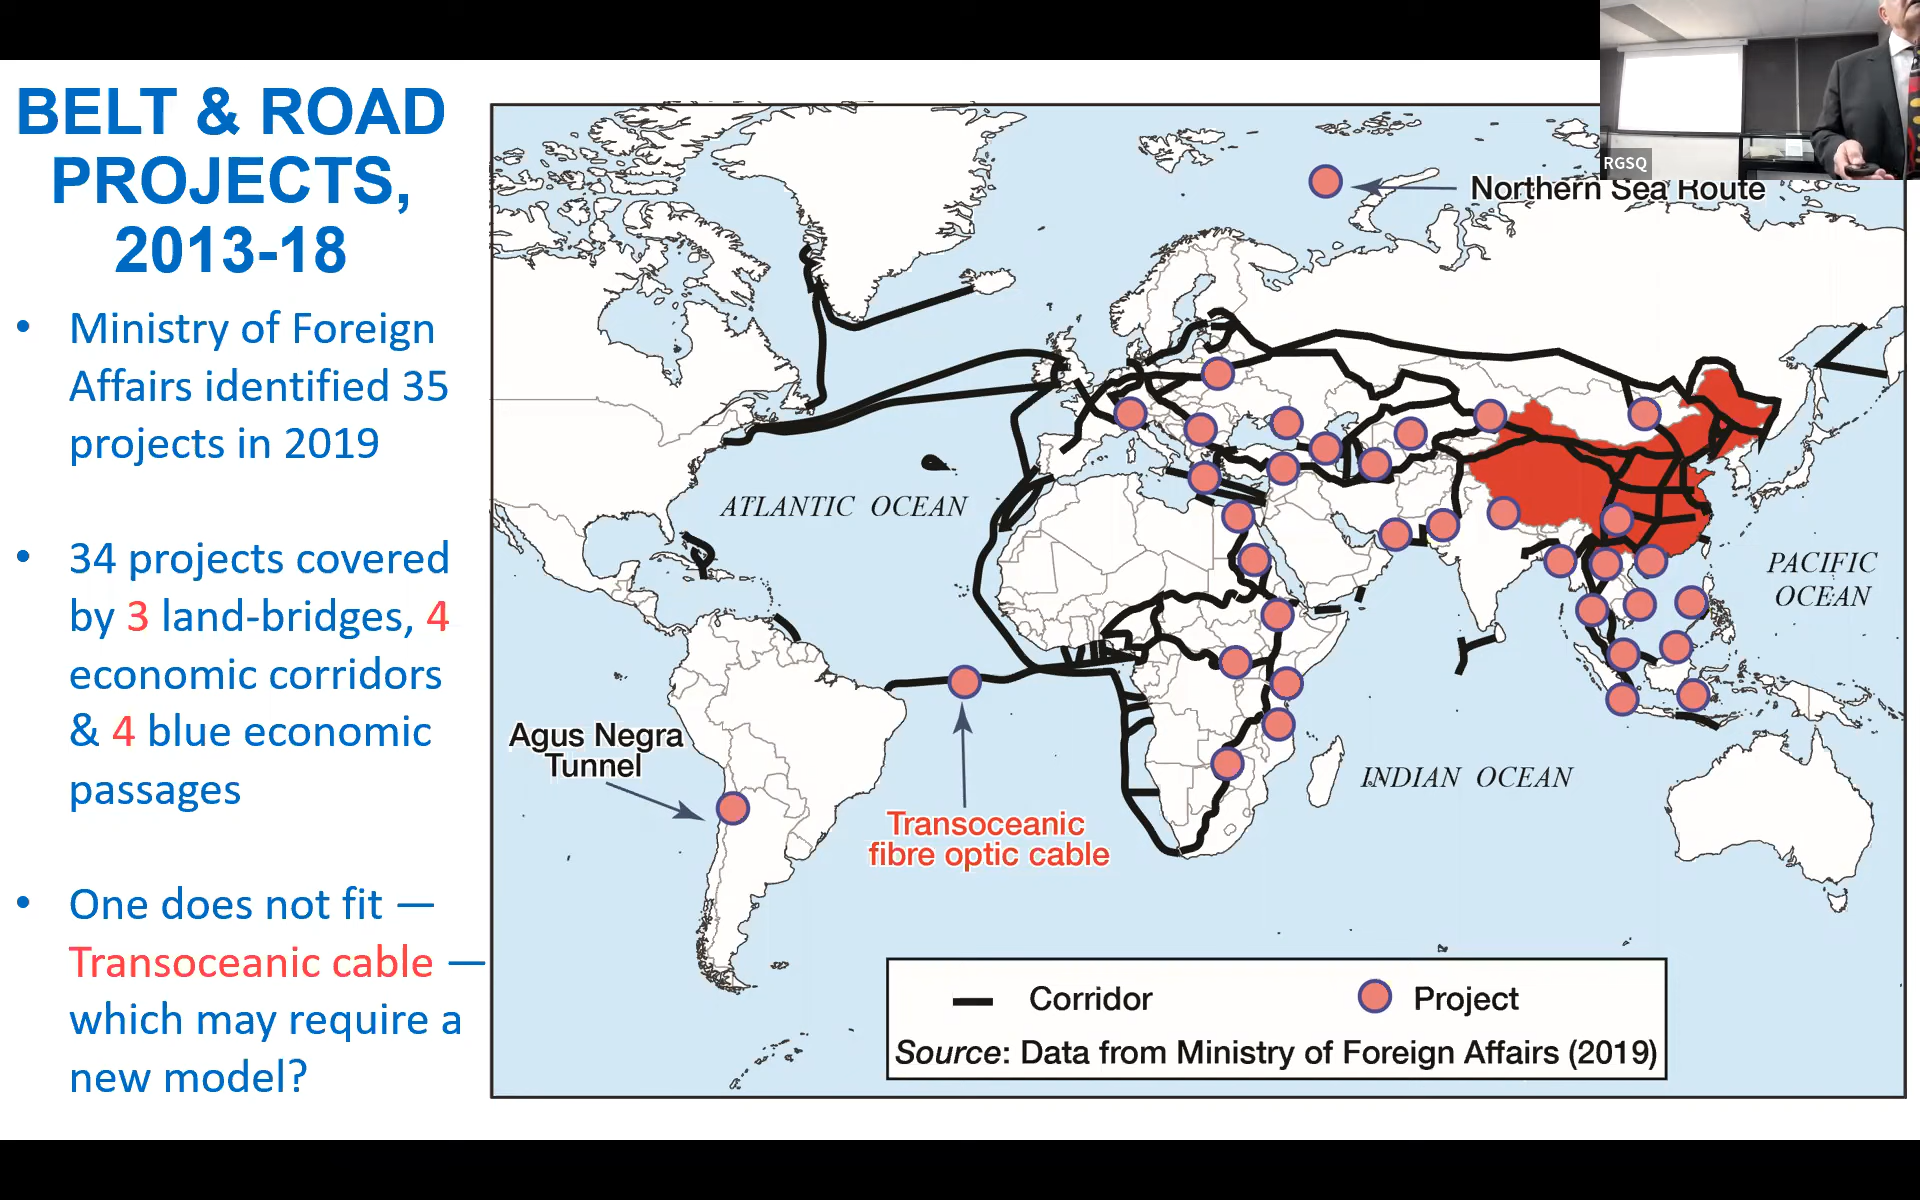 BELT & ROAD
PROJECTS,
2013-18
• Ministry of Foreign
Affairs identified 35
projects in 2019
• 34 projects covered
by 3 land-bridges, 4
economic corridors
& 4 blue economic
passages
• One does not fit —
Transoceanic cable —
which may require a
new model?
RGSQ
Northern Sea Route
ATLANTIC OCEAN
PACIFIC
OCEAN
Agus Negra
Tunnel
INDIAN OCEAN
Transoceanic
fibre optic cable
Corridor
Project
Source: Data from Ministry of Foreign Affairs (2019)